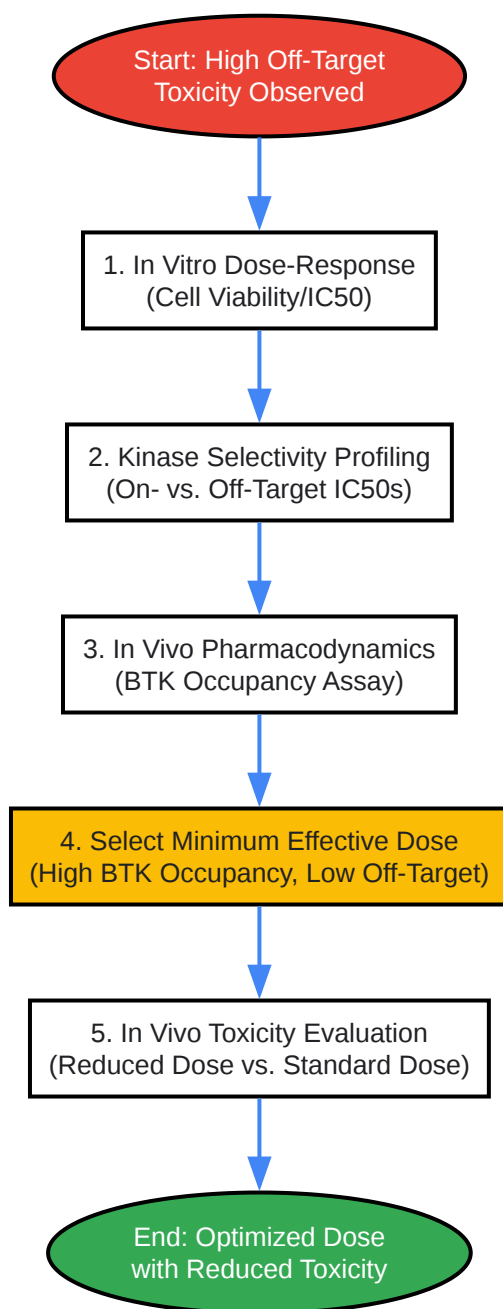 Start: High Off-Target
Toxicity Observed
1. In Vitro Dose-Response
(Cell Viability/IC50)
2. Kinase Selectivity Profiling
(On- vs. Off-Target IC50s)
3. In Vivo Pharmacodynamics
(BTK Occupancy Assay)
4. Select Minimum Effective Dose
(High BTK Occupancy, Low Off-Target)
5. In Vivo Toxicity Evaluation
(Reduced Dose vs. Standard Dose)
End: Optimized Dose
with Reduced Toxicity